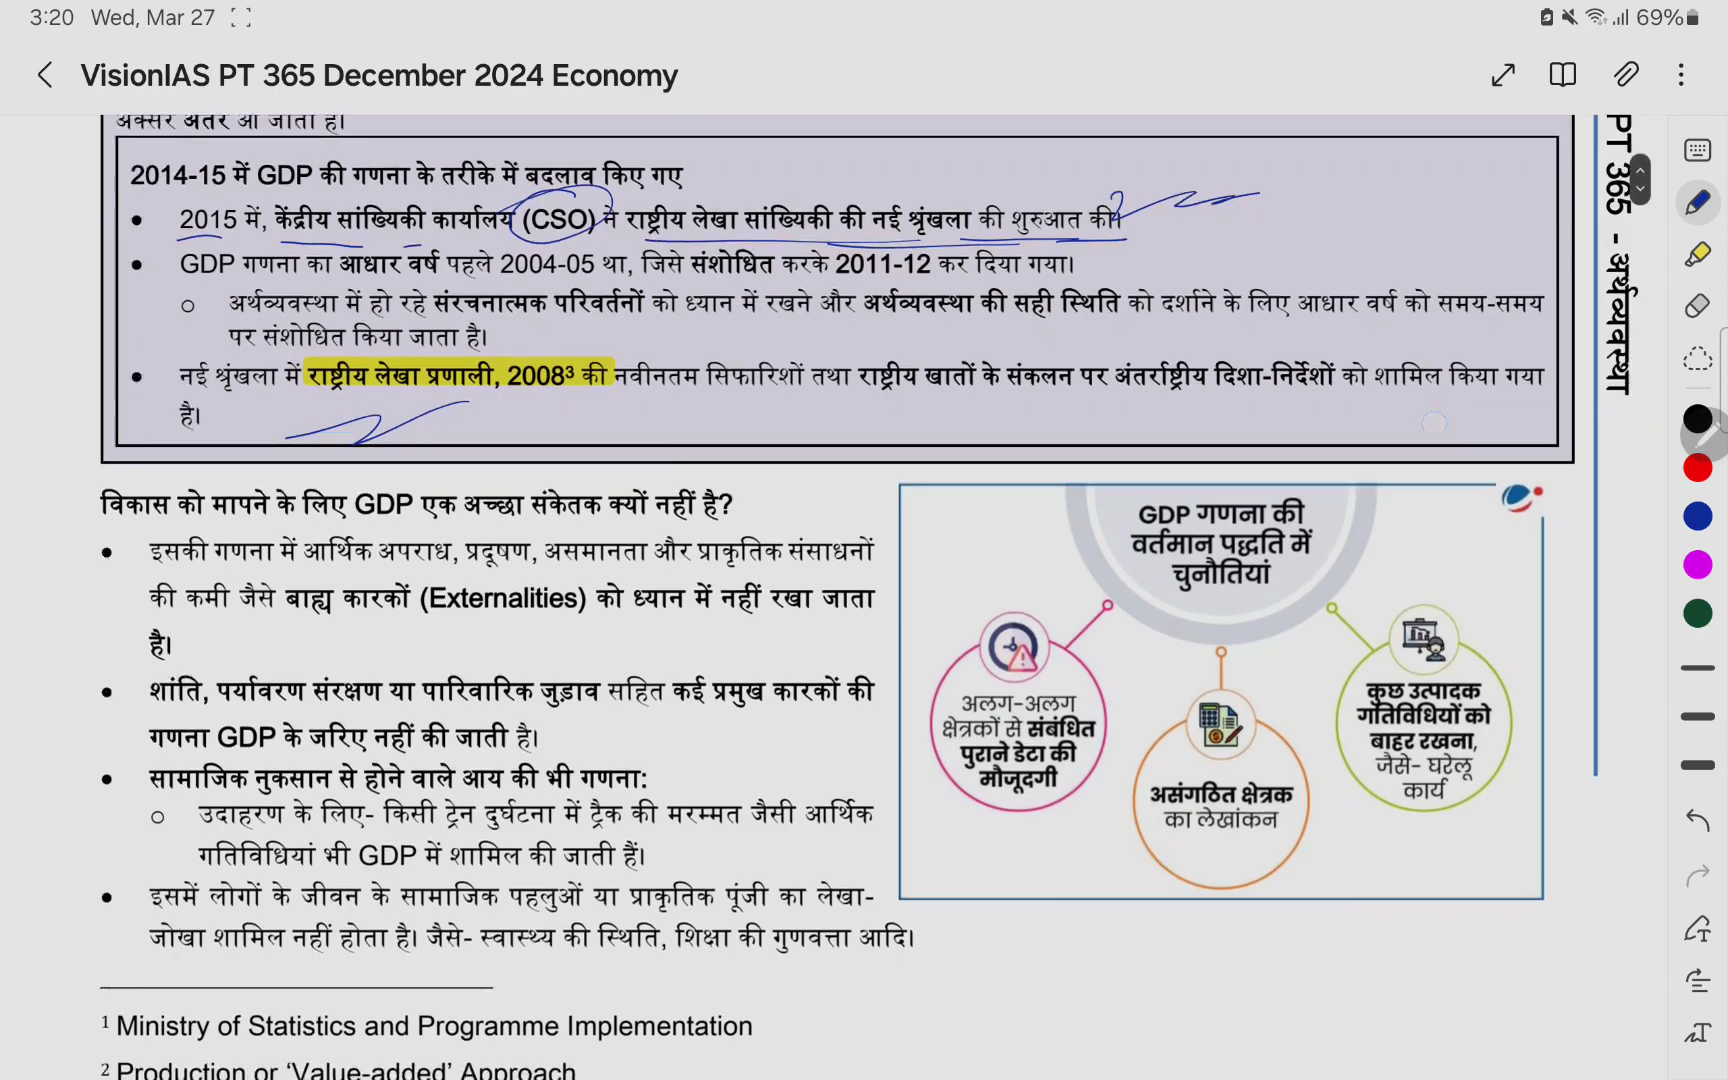 3:20 Wed, Mar 27
69%
VisionIAS PT 365 December 2024 Economy
अक्सर अंतर आ जाता है।
2014-15 में GDP की गणना के तरीके में बदलाव किए गए
• 2015 में, केंद्रीय सांख्यिकी कार्यालय (CSO) ने राष्ट्रीय लेखा सांख्यिकी की नई श्रृंखला की शुरुआत की।
• GDP गणना का आधार वर्ष पहले 2004-05 था, जिसे संशोधित करके 2011-12 कर दिया गया।
○ अर्थव्यवस्था में हो रहे संरचनात्मक परिवर्तनों को ध्यान में रखने और अर्थव्यवस्था की सही स्थिति को दर्शाने के लिए आधार वर्ष को समय-समय
पर संशोधित किया जाता है।
• नई श्रृंखला में राष्ट्रीय लेखा प्रणाली, 2008³ की नवीनतम सिफारिशों तथा राष्ट्रीय खातों के संकलन पर अंतर्राष्ट्रीय दिशा-निर्देशों को शामिल किया गया
है।
PT 365 - अर्थव्यवस्था
विकास को मापने के लिए GDP एक अच्छा संकेतक क्यों नहीं है?
• इसकी गणना में आर्थिक अपराध, प्रदूषण, असमानता और प्राकृतिक संसाधनों
की कमी जैसे बाह्य कारकों (Externalities) को ध्यान में नहीं रखा जाता
है।
• शांति, पर्यावरण संरक्षण या पारिवारिक जुड़ाव सहित कई प्रमुख कारकों की
गणना GDP के जरिए नहीं की जाती है।
• सामाजिक नुकसान से होने वाले आय की भी गणना:
○ उदाहरण के लिए- किसी ट्रेन दुर्घटना में ट्रैक की मरम्मत जैसी आर्थिक
गतिविधियां भी GDP में शामिल की जाती हैं।
• इसमें लोगों के जीवन के सामाजिक पहलुओं या प्राकृतिक पूंजी का लेखा-
जोखा शामिल नहीं होता है। जैसे- स्वास्थ्य की स्थिति, शिक्षा की गुणवत्ता आदि।
GDP गणना की
वर्तमान पद्धति में
चुनौतियां
अलग-अलग
क्षेत्रकों से संबंधित
पुराने डेटा की
मौजूदगी
असंगठित क्षेत्रक
का लेखांकन
कुछ उत्पादक
गतिविधियों को
बाहर रखना,
जैसे- घरेलू
कार्य
¹ Ministry of Statistics and Programme Implementation
² Production or ‘Value-added’ Approach